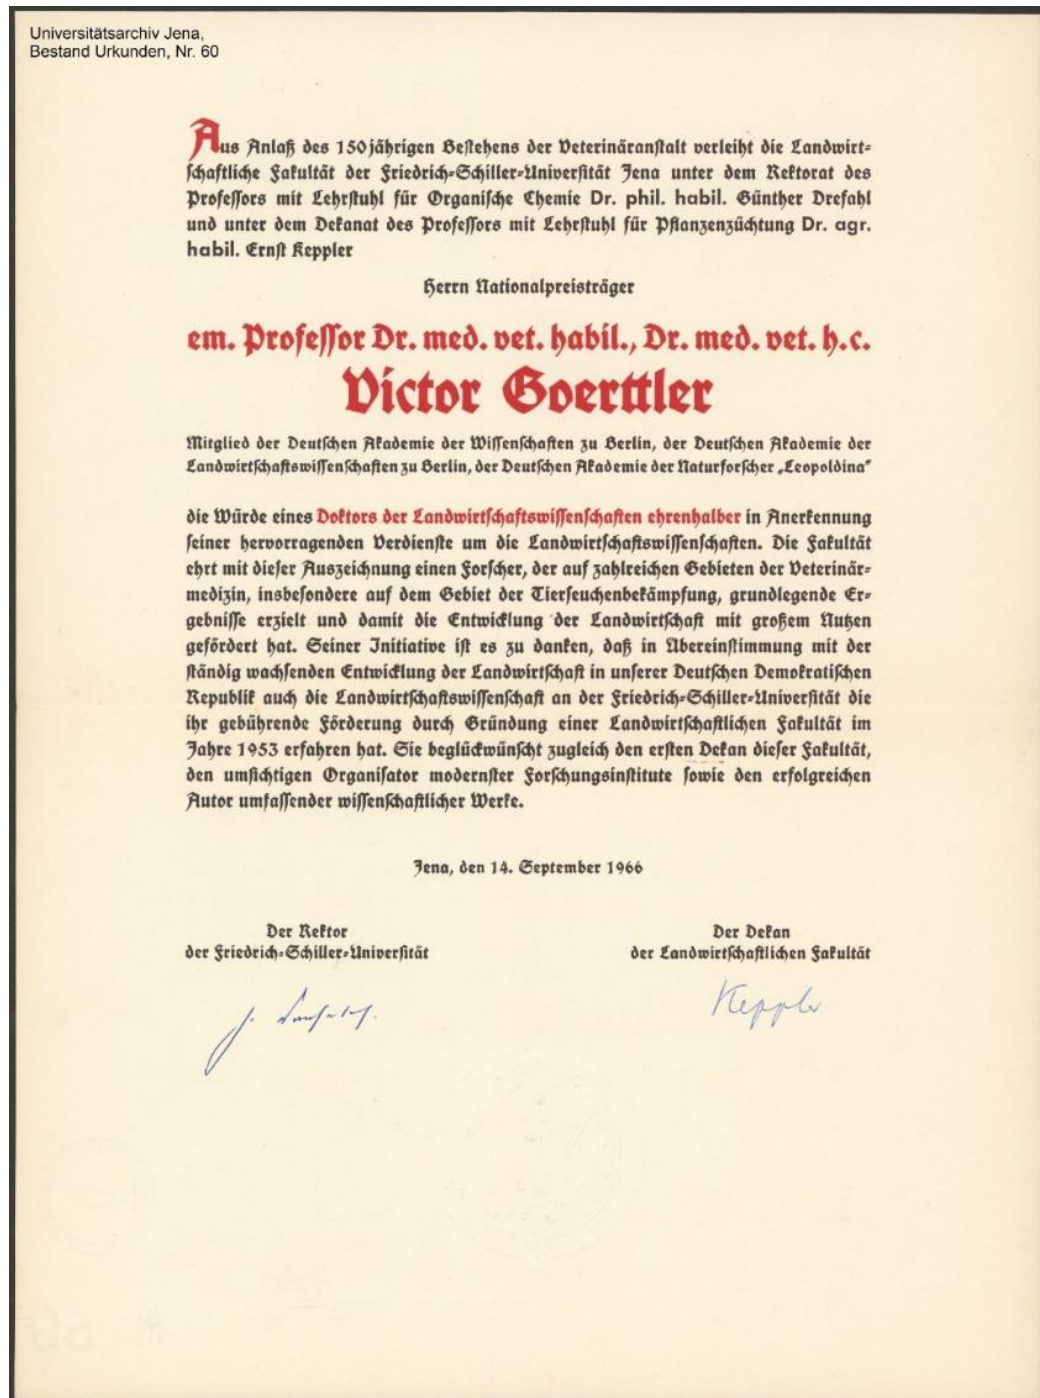 Universitätsarchiv Jena,
Bestand Urkunden, Nr. 60
Aus Anlaß des 150jährigen Bestehens der Veterinäranstalt verleiht die Landwirt-
schaftliche Fakultät der Friedrich-Schiller-Universität Jena unter dem Rektorat des
Professors mit Lehrstuhl für Organische Chemie Dr. phil. habil. Günther Drefahl
und unter dem Dekanat des Professors mit Lehrstuhl für Pflanzenzüchtung Dr. agr.
habil. Ernst Keppler
Herrn Nationalpreisträger
em. Professor Dr. med. vet. habil., Dr. med. vet. h.c.
Victor Goerttler
Mitglied der Deutschen Akademie der Wissenschaften zu Berlin, der Deutschen Akademie der
Landwirtschaftswissenschaften zu Berlin, der Deutschen Akademie der Naturforscher „Leopoldina“
die Würde eines Doktors der Landwirtschaftswissenschaften ehrenhalber in Anerkennung
seiner hervorragenden Verdienste um die Landwirtschaftswissenschaften. Die Fakultät
ehrt mit dieser Auszeichnung einen Forscher, der auf zahlreichen Gebieten der Veterinär-
medizin, insbesondere auf dem Gebiet der Tierseuchenbekämpfung, grundlegende Er-
gebnisse erzielt und damit die Entwicklung der Landwirtschaft mit großem Nutzen
gefördert hat. Seiner Initiative ist es zu danken, daß in Übereinstimmung mit der
ständig wachsenden Entwicklung der Landwirtschaft in unserer Deutschen Demokratischen
Republik auch die Landwirtschaftswissenschaft an der Friedrich-Schiller-Universität die
ihr gebührende Förderung durch Gründung einer Landwirtschaftlichen Fakultät im
Jahre 1953 erfahren hat. Sie beglückwünscht zugleich den ersten Dekan dieser Fakultät,
den umsichtigen Organisator modernster Forschungsinstitute sowie den erfolgreichen
Autor umfassender wissenschaftlicher Werke.
Jena, den 14. September 1966
Der Rektor
der Friedrich-Schiller-Universität
Der Dekan
der Landwirtschaftlichen Fakultät
Keppler